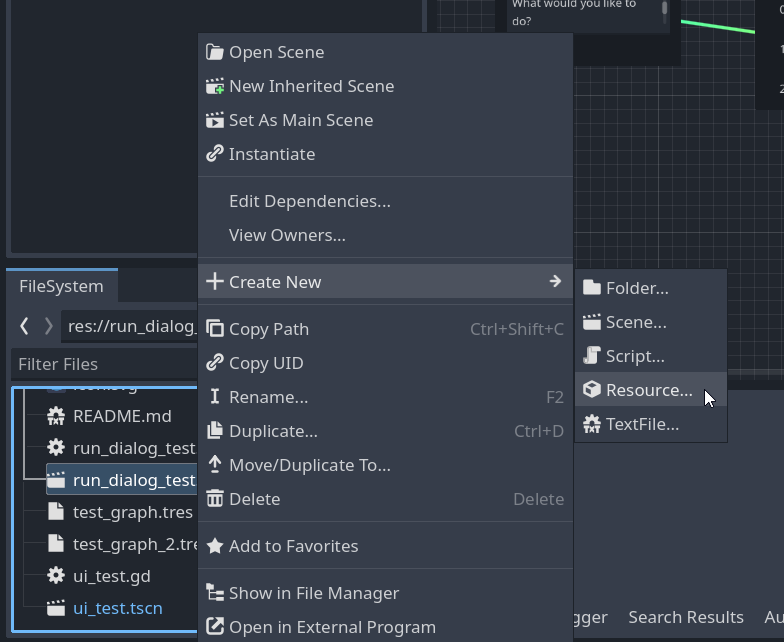 What would you like to
do?
Open Scene
New Inherited Scene
Set As Main Scene
Instantiate
Edit Dependencies...
View Owners...
Create New
Copy Path Ctrl+Shift+C
Copy UID
Rename... F2
Duplicate... Ctrl+D
Move/Duplicate To...
Delete Delete
Add to Favorites
Show in File Manager
Open in External Program
Folder...
Scene...
Script...
Resource...
TextFile...
FileSystem
res://run_dialog_
Filter Files
README.md
run_dialog_test
run_dialog_test
test_graph.tres
test_graph_2.tre
ui_test.gd
ui_test.tscn
gger Search Results Au